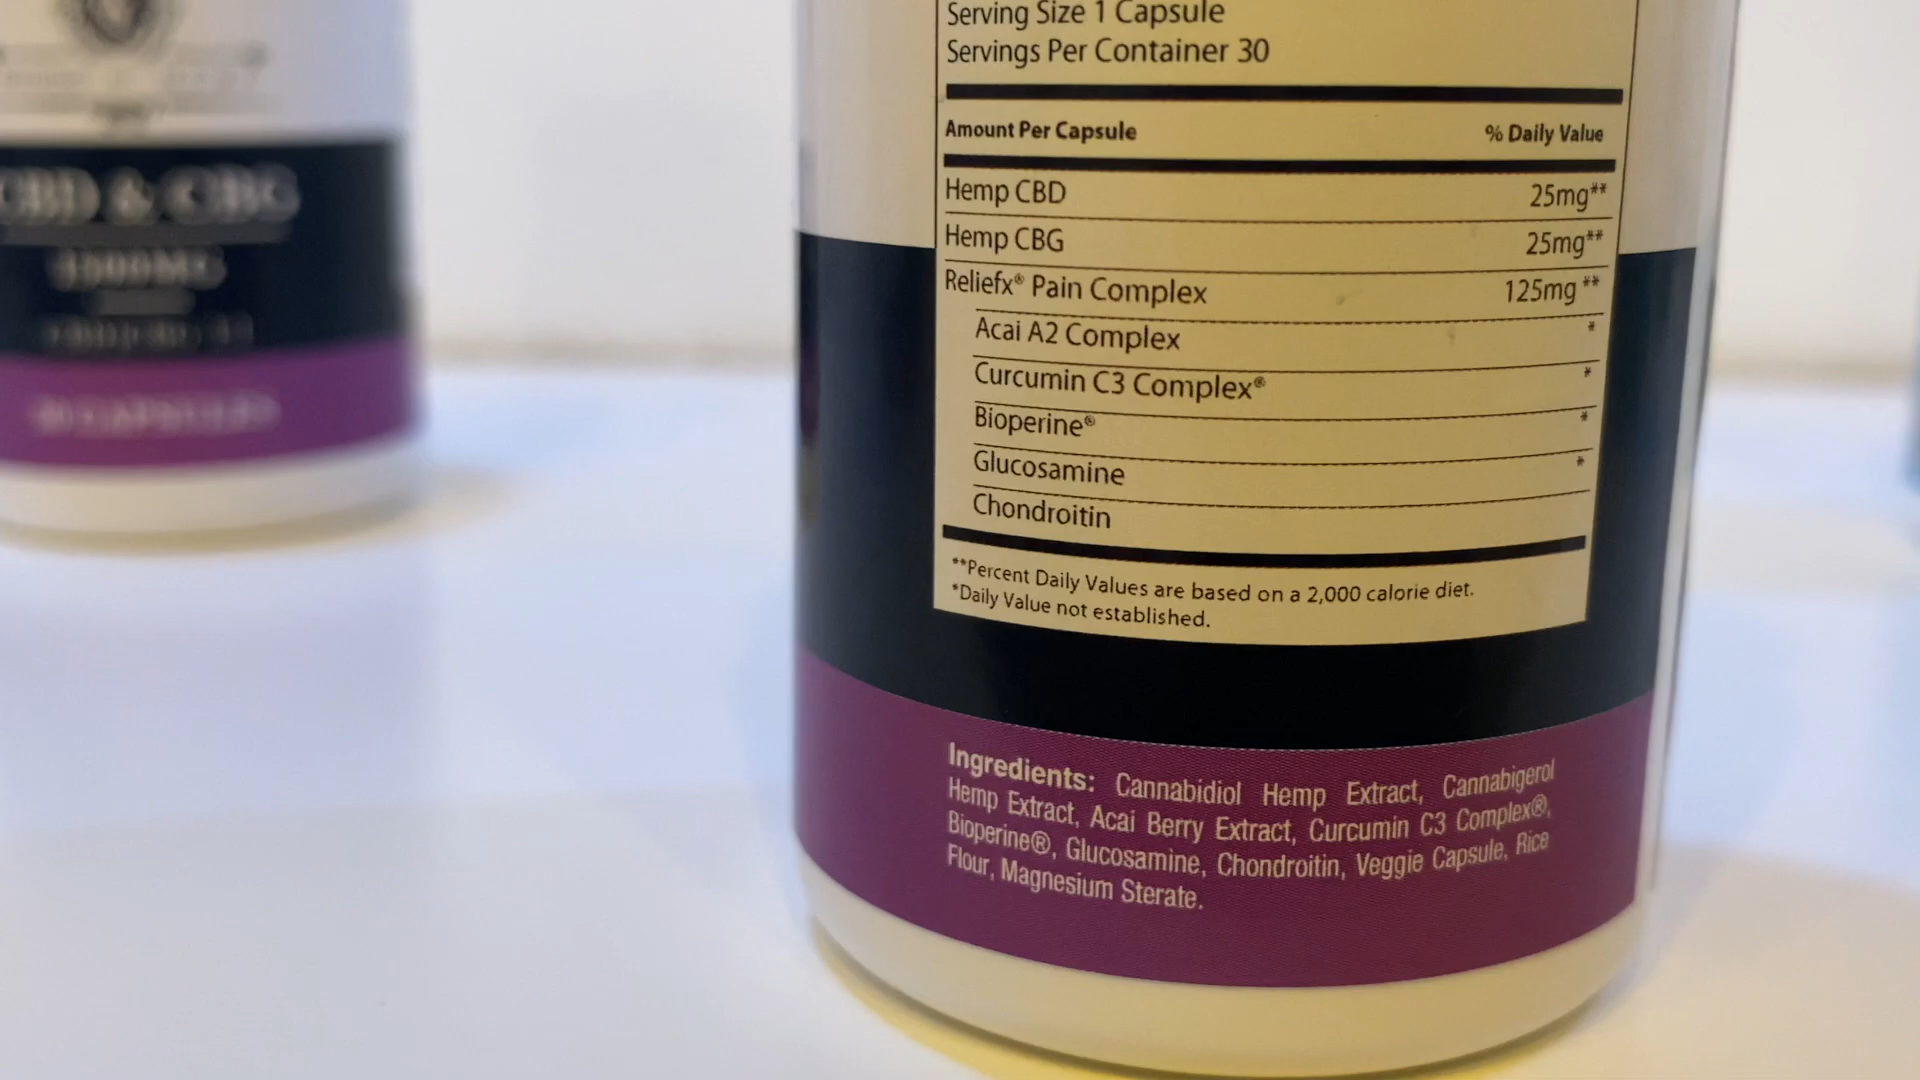 CBD & CBG
CAPSULES
Serving Size 1 Capsule
Servings Per Container 30
Amount Per Capsule % Daily Value
Hemp CBD 25mg**
Hemp CBG 25mg**
Reliefx® Pain Complex 125mg **
Acai A2 Complex *
Curcumin C3 Complex® *
Bioperine® *
Glucosamine *
Chondroitin
**Percent Daily Values are based on a 2,000 calorie diet.
*Daily Value not established.
Ingredients: Cannabidiol Hemp Extract, Cannabigerol
Hemp Extract, Acai Berry Extract, Curcumin C3 Complex®,
Bioperine®, Glucosamine, Chondroitin, Veggie Capsule, Rice
Flour, Magnesium Sterate.